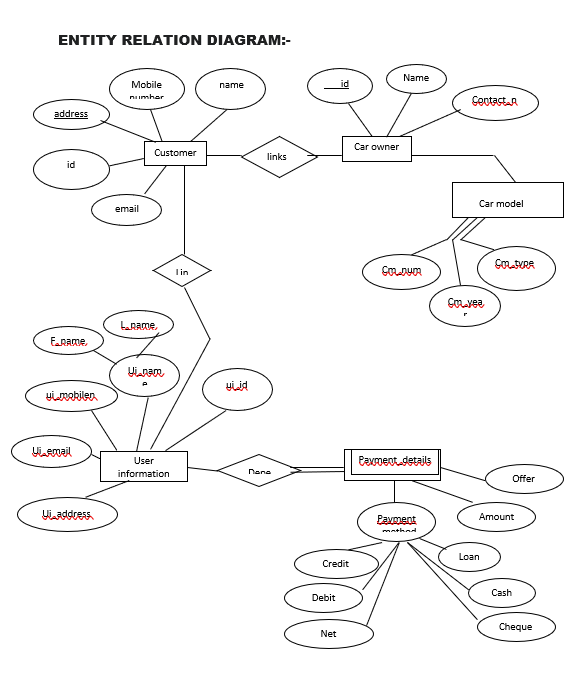 ENTITY RELATION DIAGRAM:-
Mobile
number
name
__id
Name
Contact_n
address
Customer
links
Car owner
id
email
Car model
Cm_num
Cm_type
Cm_yea
r
Lin
L_name
F_name
Ui_nam
e
ui_mobilen
ui_id
Ui_email
User
information
Depe
Payment_details
Offer
Ui_address
Payment
method
Amount
Credit
Loan
Debit
Cash
Net
Cheque